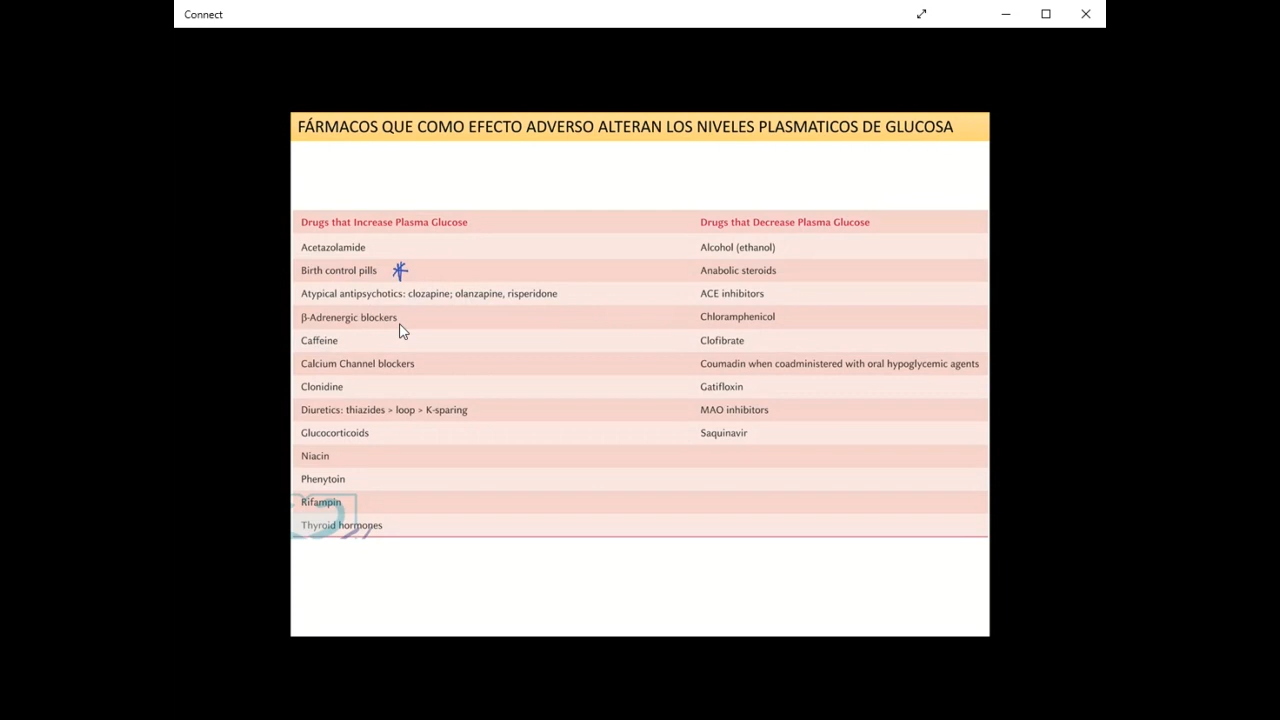 Connect
FÁRMACOS QUE COMO EFECTO ADVERSO ALTERAN LOS NIVELES PLASMATICOS DE GLUCOSA
Drugs that Increase Plasma Glucose Drugs that Decrease Plasma Glucose
Acetazolamide Alcohol (ethanol)
Birth control pills Anabolic steroids
Atypical antipsychotics: clozapine; olanzapine, risperidone ACE inhibitors
β-Adrenergic blockers Chloramphenicol
Caffeine Clofibrate
Calcium Channel blockers Coumadin when coadministered with oral hypoglycemic agents
Clonidine Gatifloxin
Diuretics: thiazides > loop > K-sparing MAO inhibitors
Glucocorticoids Saquinavir
Niacin
Phenytoin
Rifampin
Thyroid hormones